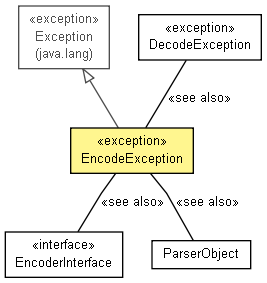 «exception»
Exception
(java.lang)
«exception»
DecodeException
«see also»
«exception»
EncodeException
«see also»
«see also»
«interface»
EncoderInterface
ParserObject